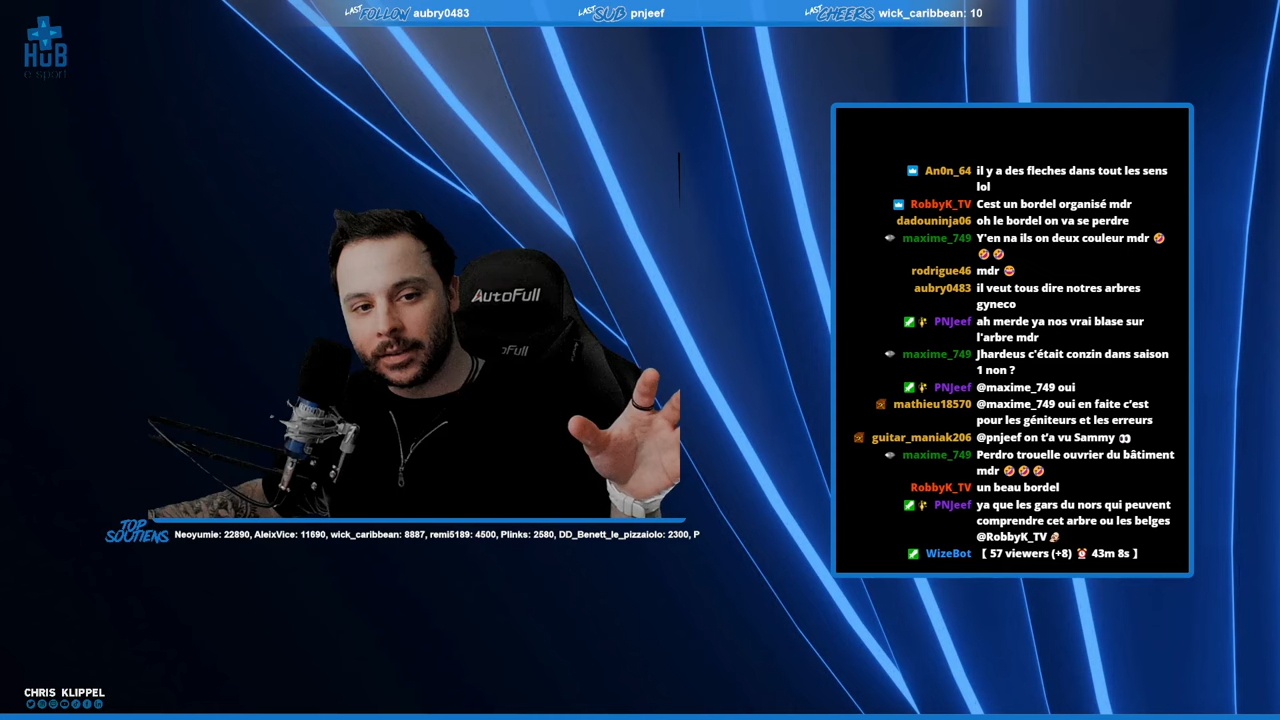 LAST FOLLOW aubry0483
LAST SUB pnjeef
LAST CHEERS wick_caribbean: 10
HUB
e sport
An0n_64 il y a des fleches dans tout les sens
lol
RobbyK_TV Cest un bordel organisé mdr
dadouninja06 oh le bordel on va se perdre
maxime_749 Y'en na ils on deux couleur mdr 🤣
🤣 🤣
rodrigue46 mdr 😄
aubry0483 il veut tous dire notres arbres
gyneco
PNJeef ah merde ya nos vrai blase sur
l'arbre mdr
maxime_749 Jhardeus c'était conzin dans saison
1 non ?
PNJeef @maxime_749 oui
mathieu18570 @maxime_749 oui en faite c’est
pour les géniteurs et les erreurs
guitar_maniak206 @pnjeef on t’a vu Sammy 👀
maxime_749 Perdro trouelle ouvrier du bâtiment
mdr 🤣 🤣 🤣
RobbyK_TV un beau bordel
PNJeef ya que les gars du nors qui peuvent
comprendre cet arbre ou les belges
@RobbyK_TV
WizeBot 【 57 viewers (+8) ⏰ 43m 8s 】
AutoFull
oFull
TOP SOUTIENS Neoyumie: 22890, AleixVice: 11690, wick_caribbean: 8887, remi5189: 4500, Plinks: 2580, DD_Benett_le_pizzaiolo: 2300, P
CHRIS KLIPPEL